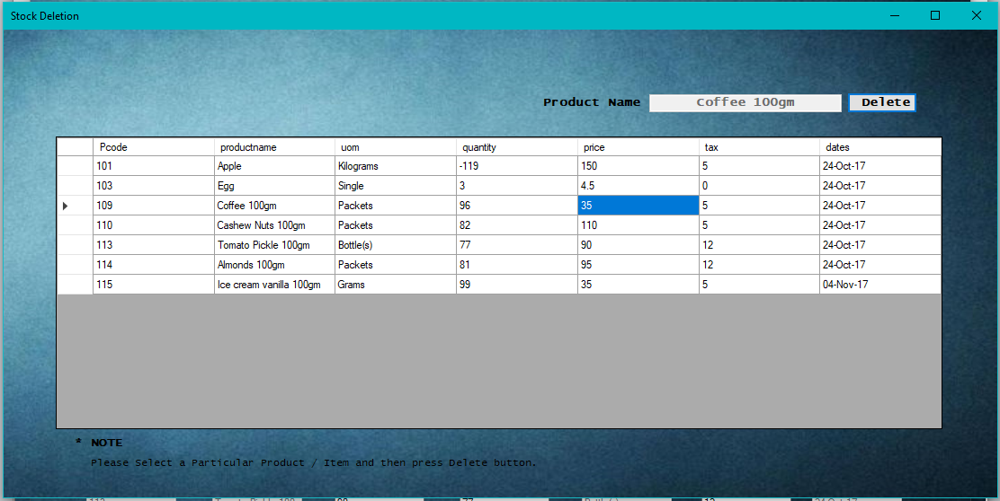 Stock Deletion
Product Name Coffee 100gm Delete
Pcode productname uom quantity price tax dates
101 Apple Kilograms -119 150 5 24-Oct-17
103 Egg Single 3 4.5 0 24-Oct-17
109 Coffee 100gm Packets 96 35 5 24-Oct-17
110 Cashew Nuts 100gm Packets 82 110 5 24-Oct-17
113 Tomato Pickle 100gm Bottle(s) 77 90 12 24-Oct-17
114 Almonds 100gm Packets 81 95 12 24-Oct-17
115 Ice cream vanilla 100gm Grams 99 35 5 04-Nov-17
* NOTE
Please Select a Particular Product / Item and then press Delete button.